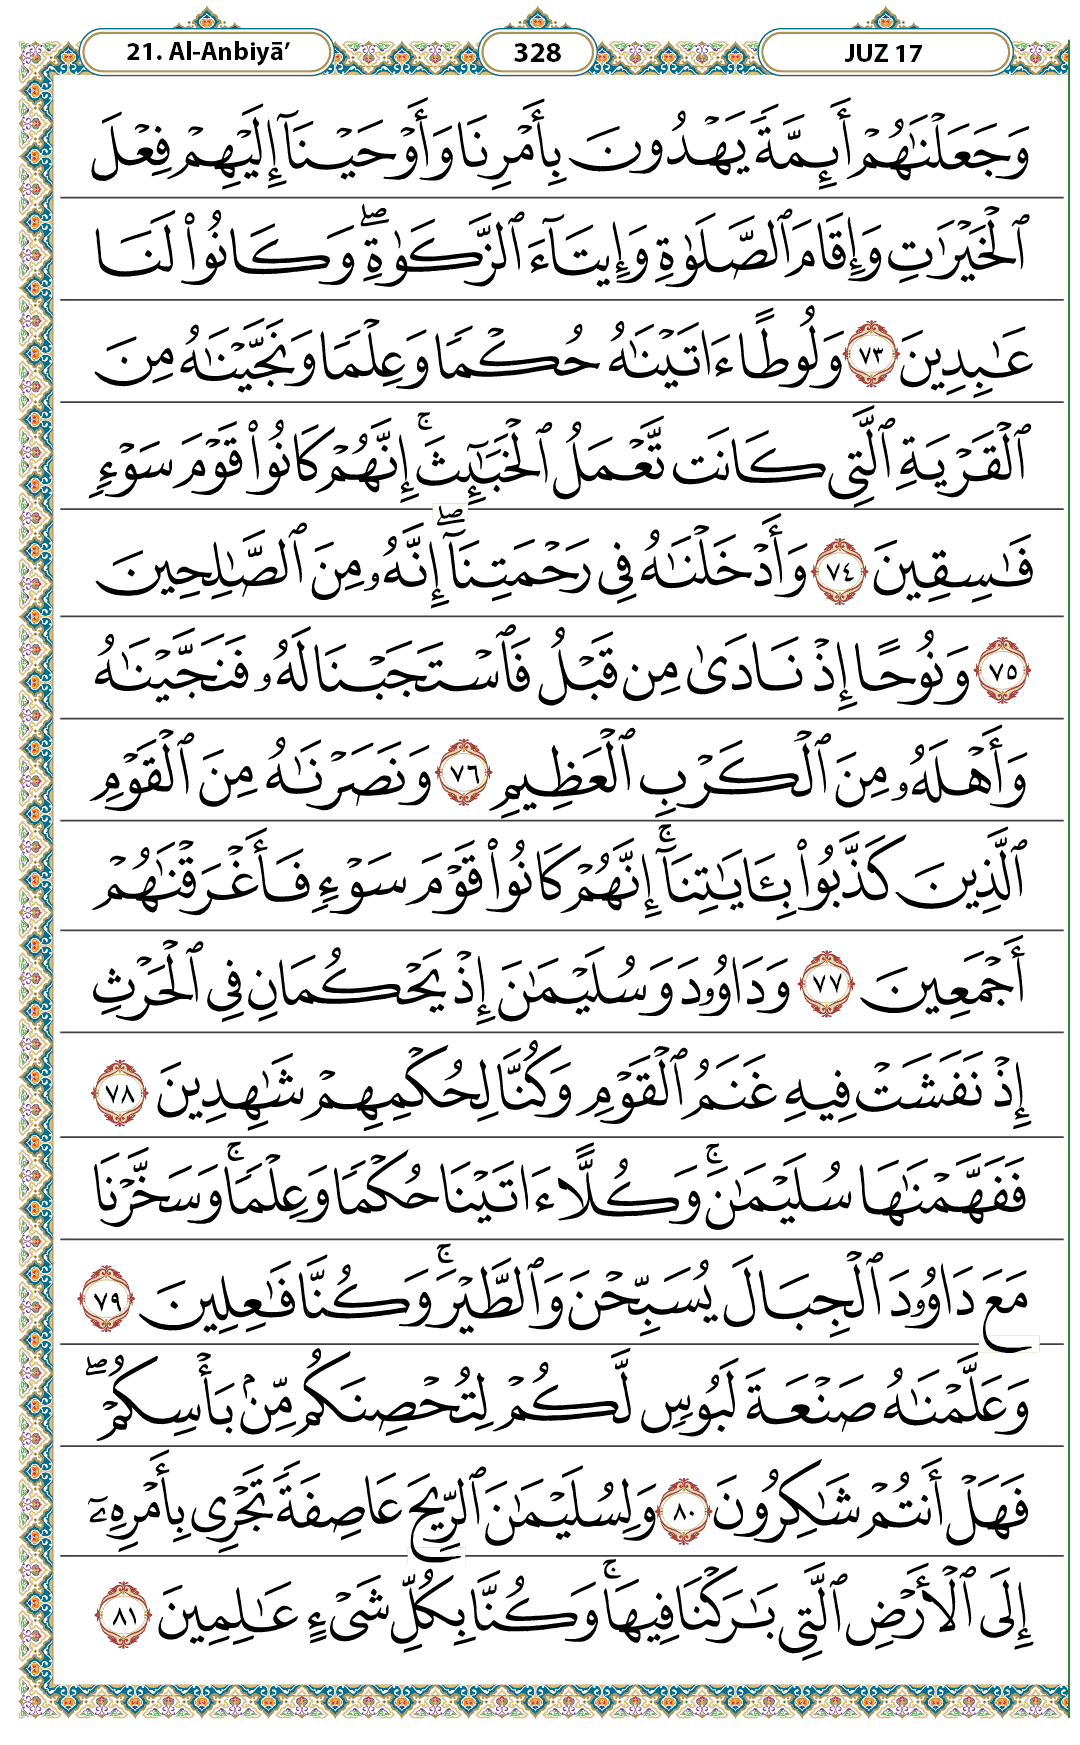 21. Al-Anbiyā’ 328 JUZ 17
وَجَعَلْنَٰهُمْ أَئِمَّةً يَهْدُونَ بِأَمْرِنَا وَأَوْحَيْنَآ إِلَيْهِمْ فِعْلَ
ٱلْخَيْرَٰتِ وَإِقَامَ ٱلصَّلَوٰةِ وَإِيتَآءَ ٱلزَّكَوٰةِ ۖ وَكَانُوا۟ لَنَا
عَٰبِدِينَ ٧٣ وَلُوطًا ءَاتَيْنَٰهُ حُكْمًا وَعِلْمًا وَنَجَّيْنَٰهُ مِنَ
ٱلْقَرْيَةِ ٱلَّتِى كَانَت تَّعْمَلُ ٱلْخَبَٰٓئِثَ ۚ إِنَّهُمْ كَانُوا۟ قَوْمَ سَوْءٍ
فَٰسِقِينَ ٧٤ وَأَدْخَلْنَٰهُ فِى رَحْمَتِنَآ ۖ إِنَّهُۥ مِنَ ٱلصَّٰلِحِينَ
٧٥ وَنُوحًا إِذْ نَادَىٰ مِن قَبْلُ فَٱسْتَجَبْنَا لَهُۥ فَنَجَّيْنَٰهُ
وَأَهْلَهُۥ مِنَ ٱلْكَرْبِ ٱلْعَظِيمِ ٧٦ وَنَصَرْنَٰهُ مِنَ ٱلْقَوْمِ
ٱلَّذِينَ كَذَّبُوا۟ بِـَٔايَٰتِنَآ ۚ إِنَّهُمْ كَانُوا۟ قَوْمَ سَوْءٍ فَأَغْرَقْنَٰهُمْ
أَجْمَعِينَ ٧٧ وَدَاوُۥدَ وَسُلَيْمَٰنَ إِذْ يَحْكُمَانِ فِى ٱلْحَرْثِ
إِذْ نَفَشَتْ فِيهِ غَنَمُ ٱلْقَوْمِ وَكُنَّا لِحُكْمِهِمْ شَٰهِدِينَ ٧٨
فَفَهَّمْنَٰهَا سُلَيْمَٰنَ ۚ وَكُلًّا ءَاتَيْنَا حُكْمًا وَعِلْمًا ۚ وَسَخَّرْنَا
مَعَ دَاوُۥدَ ٱلْجِبَالَ يُسَبِّحْنَ وَٱلطَّيْرَ ۚ وَكُنَّا فَٰعِلِينَ ٧٩
وَعَلَّمْنَٰهُ صَنْعَةَ لَبُوسٍ لَّكُمْ لِتُحْصِنَكُم مِّنۢ بَأْسِكُمْ ۖ
فَهَلْ أَنتُمْ شَٰكِرُونَ ٨٠ وَلِسُلَيْمَٰنَ ٱلرِّيحَ عَاصِفَةً تَجْرِى بِأَمْرِهِۦٓ
إِلَى ٱلْأَرْضِ ٱلَّتِى بَٰرَكْنَا فِيهَا ۚ وَكُنَّا بِكُلِّ شَىْءٍ عَٰلِمِينَ ٨١